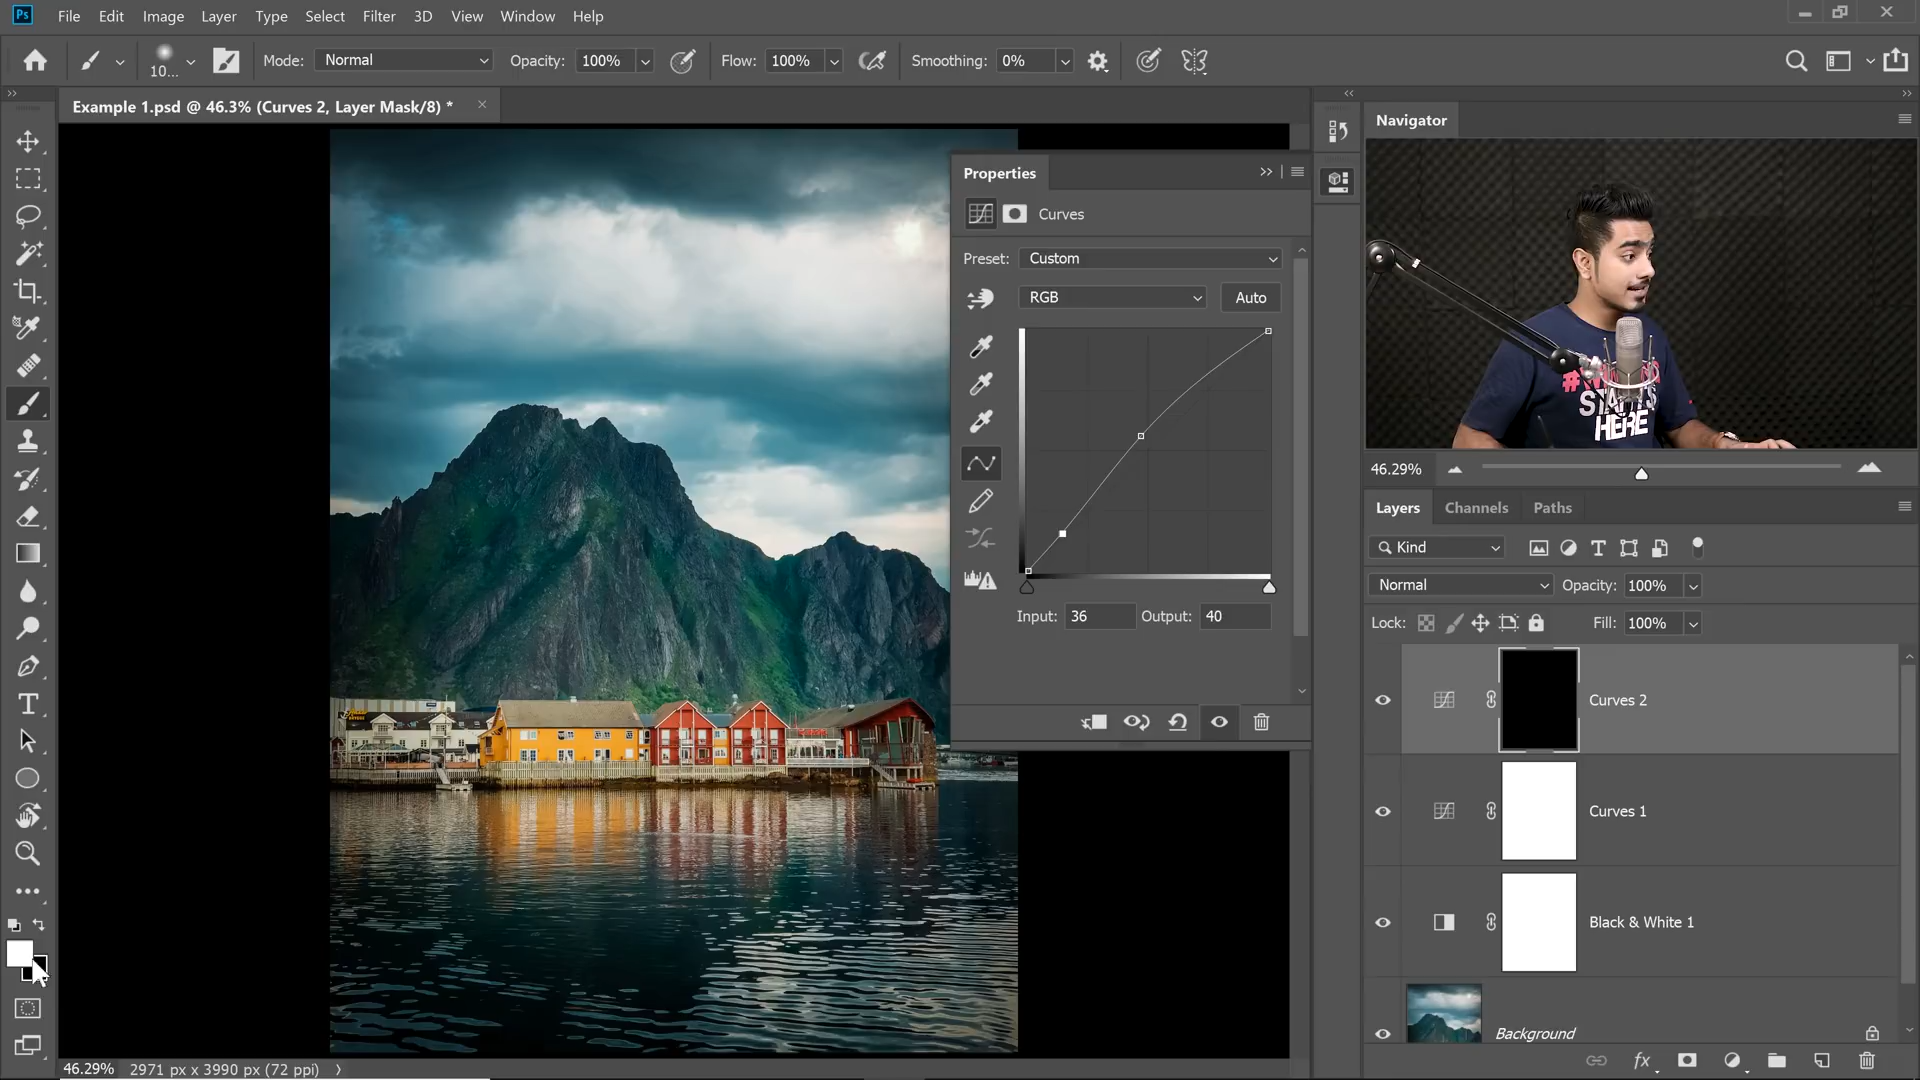 Ps File Edit Image Layer Type Select Filter 3D View Window Help
10... Mode: Normal Opacity: 100% Flow: 100% Smoothing: 0%
Example 1.psd @ 46.3% (Curves 2, Layer Mask/8) *
Navigator
Properties
Curves
Preset: Custom
RGB Auto
Input: 36 Output: 40
STARTS
HERE
46.29%
Layers Channels Paths
Kind
Normal Opacity: 100%
Lock: Fill: 100%
Curves 2
Curves 1
Black & White 1
Background
46.29% 2971 px x 3990 px (72 ppi)